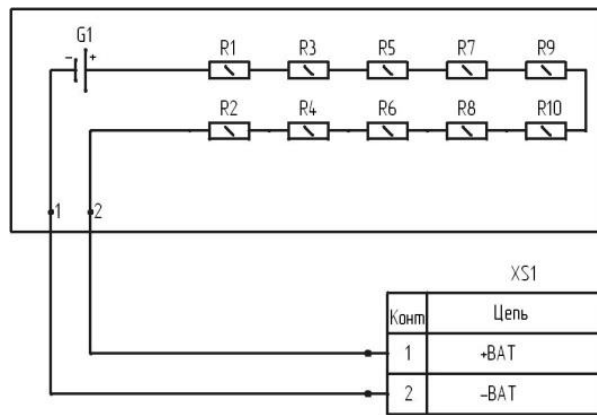 G1
- +
R1 R3 R5 R7 R9
R2 R4 R6 R8 R10
1 2
XS1
Конт Цепь
1 +BAT
2 -BAT